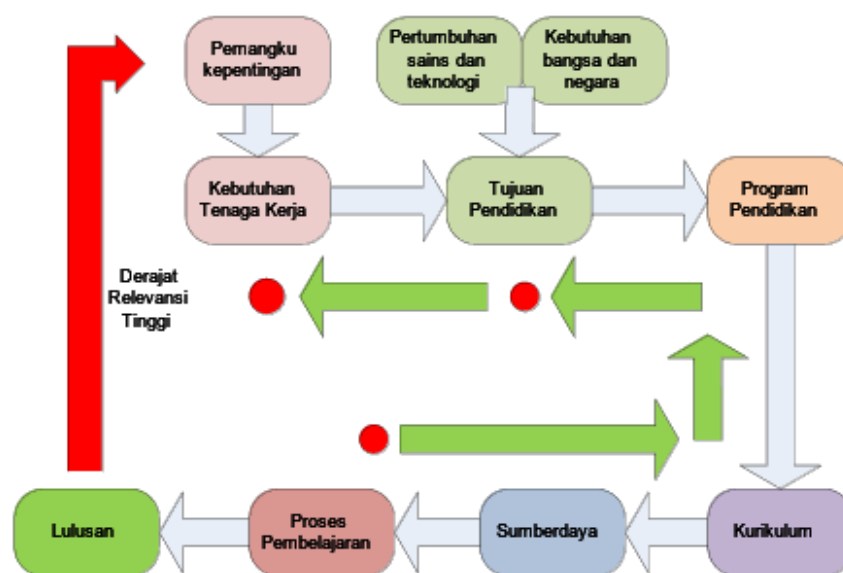 Pemangku
kepentingan
Pertumbuhan
sains dan
teknologi
Kebutuhan
bangsa dan
negara
Kebutuhan
Tenaga Kerja
Tujuan
Pendidikan
Program
Pendidikan
Derajat
Relevansi
Tinggi
Lulusan
Proses
Pembelajaran
Sumberdaya
Kurikulum